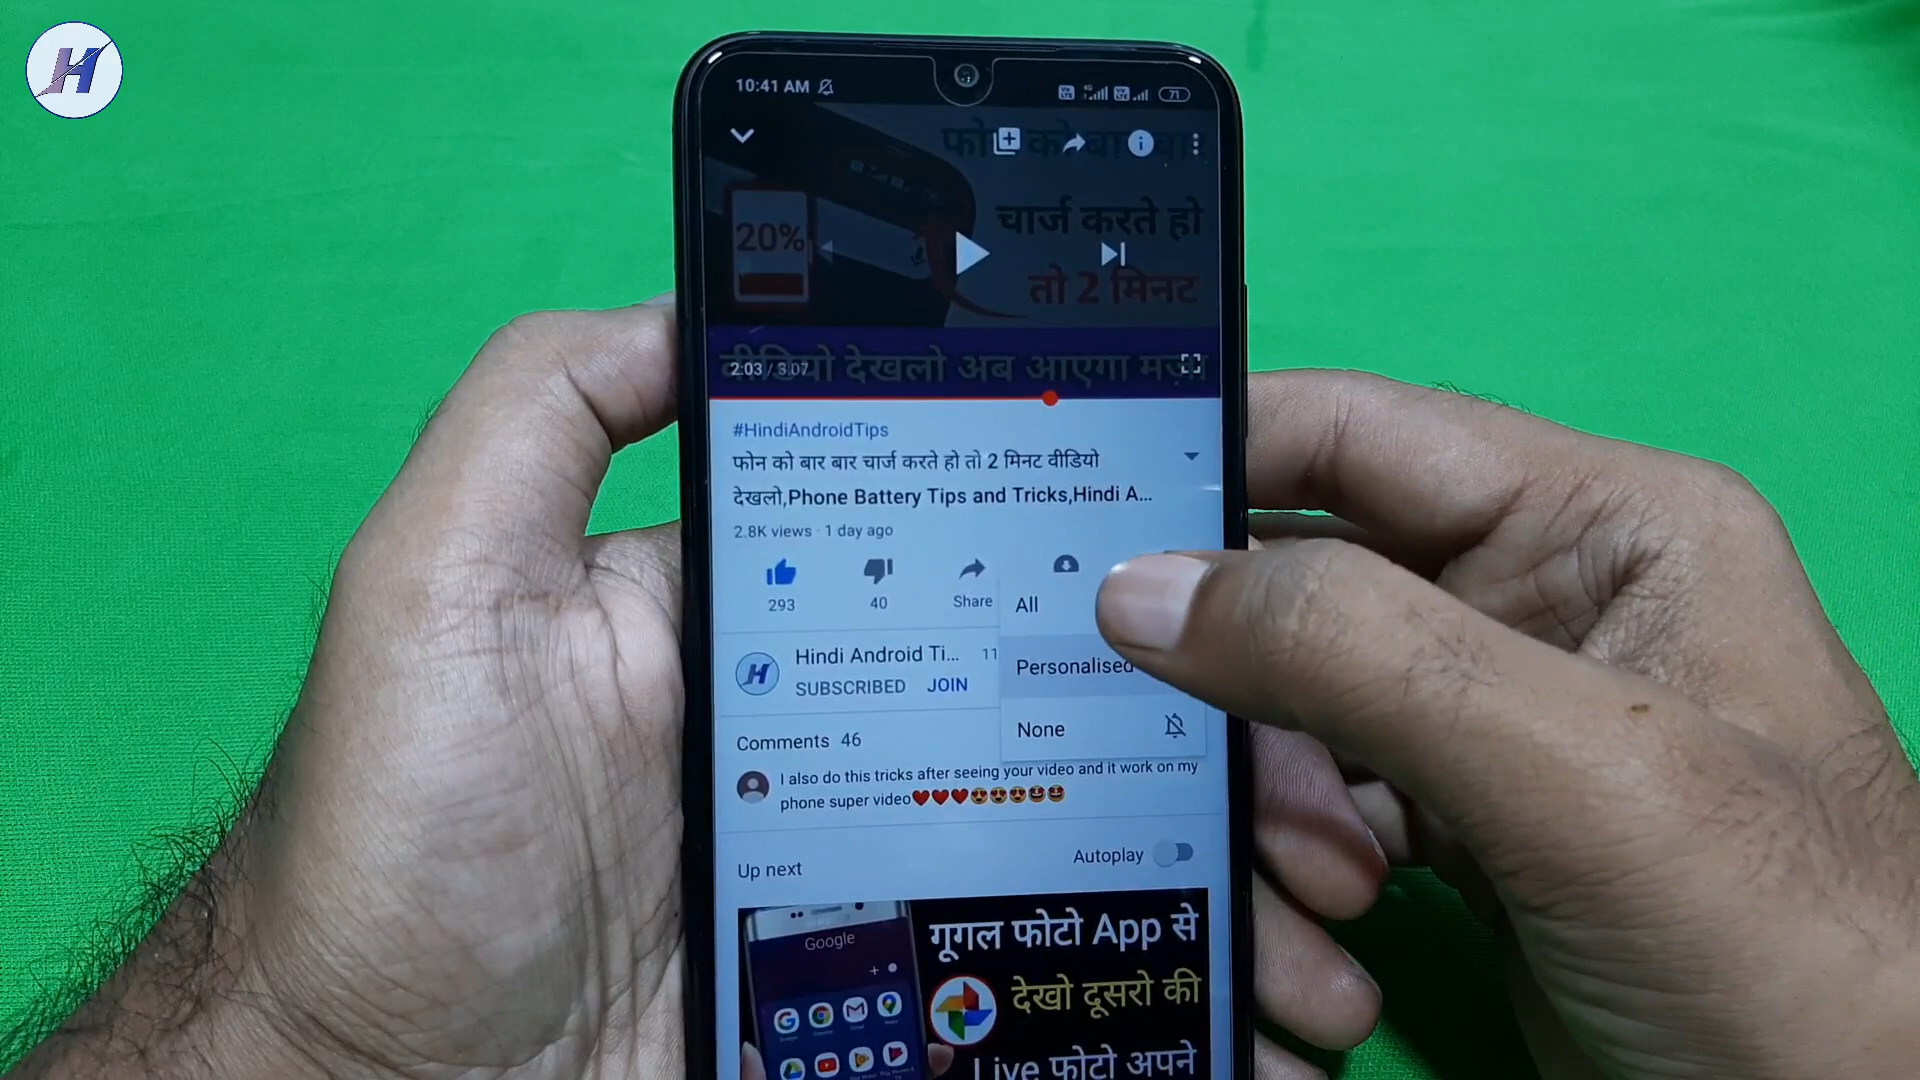 H
10:41 AM
71
फोन को बार बार
20%
चार्ज करते हो
तो 2 मिनट
वीडियो देखलो अब आएगा मज़ा
2:03 / 3:07
#HindiAndroidTips
फोन को बार बार चार्ज करते हो तो 2 मिनट वीडियो
देखलो,Phone Battery Tips and Tricks,Hindi A...
2.8K views · 1 day ago
293
40
Share
All
Personalised
None
H
Hindi Android Ti... 11
SUBSCRIBED JOIN
Comments 46
I also do this tricks after seeing your video and it work on my
phone super video❤❤❤😍😍😍🤩🤩
Up next
Autoplay
Google
गूगल फोटो App से
देखो दूसरो की
Live फोटो अपने